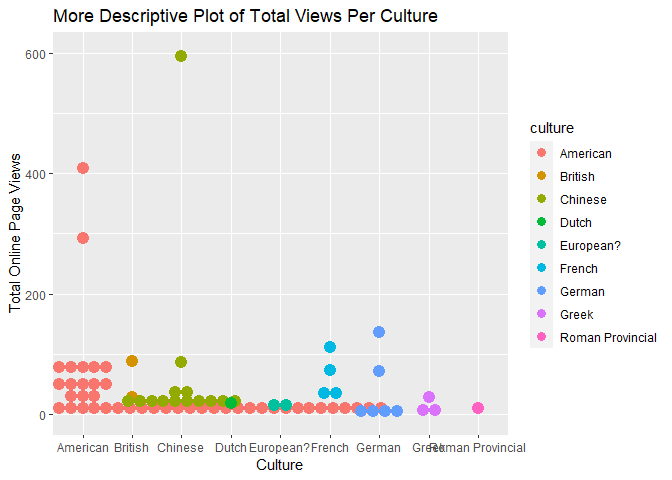 More Descriptive Plot of Total Views Per Culture
Total Online Page Views
600
400
200
0
American British Chinese Dutch European? French German Greek Roman Provincial
Culture
culture
American
British
Chinese
Dutch
European?
French
German
Greek
Roman Provincial